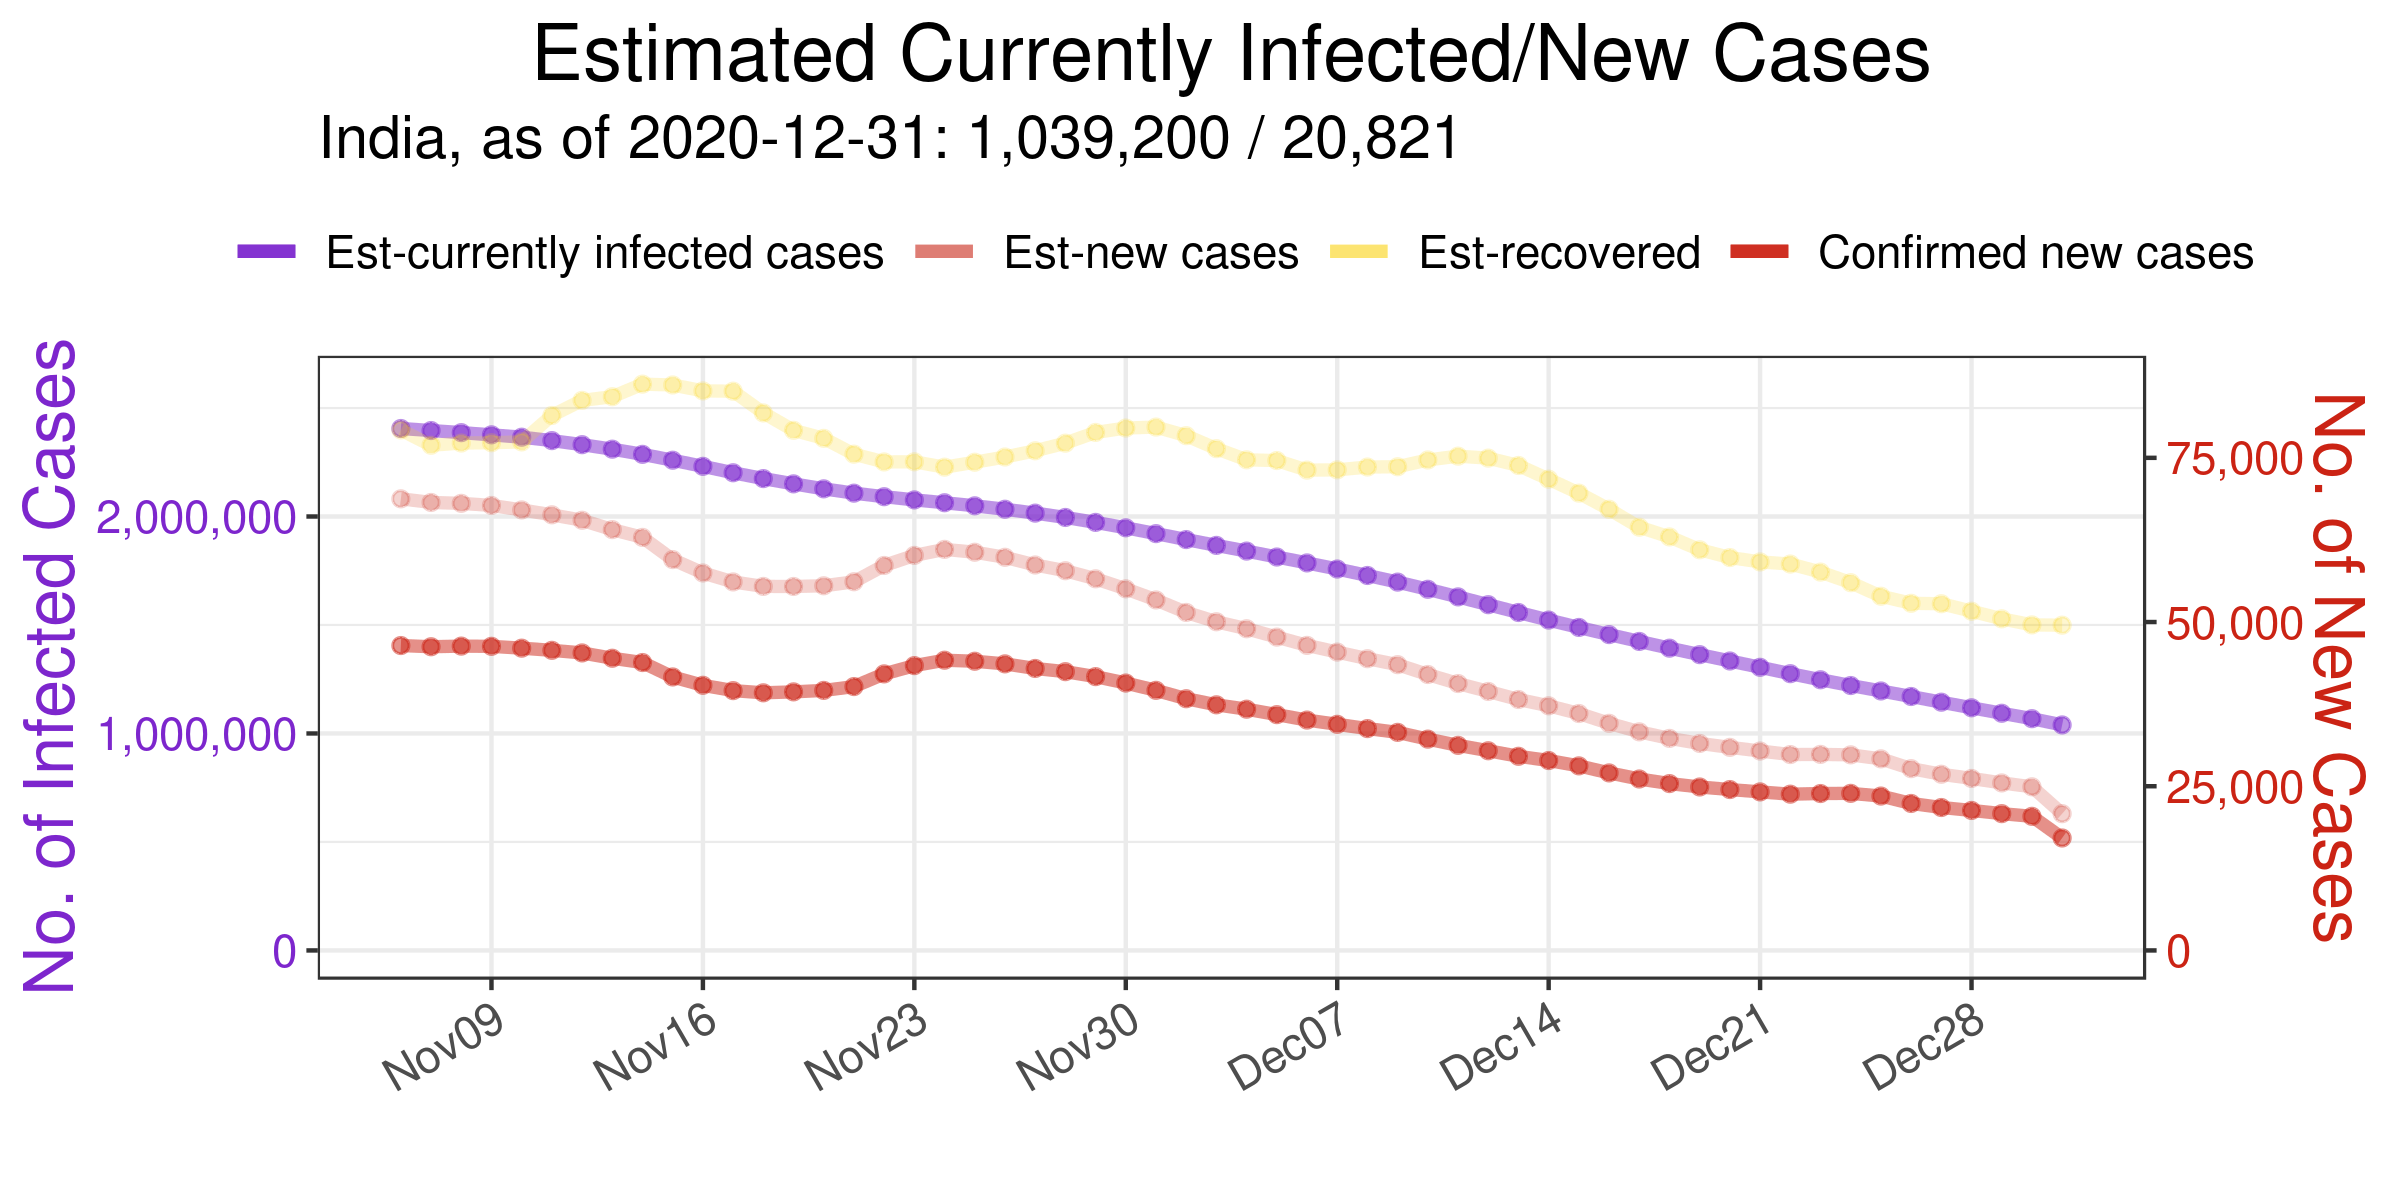 Estimated Currently Infected/New Cases
India, as of 2020-12-31: 1,039,200 / 20,821
Est-currently infected cases Est-new cases Est-recovered Confirmed new cases
No. of Infected Cases
2,000,000
1,000,000
0
75,000
50,000
25,000
0
No. of New Cases
Nov09 Nov16 Nov23 Nov30 Dec07 Dec14 Dec21 Dec28